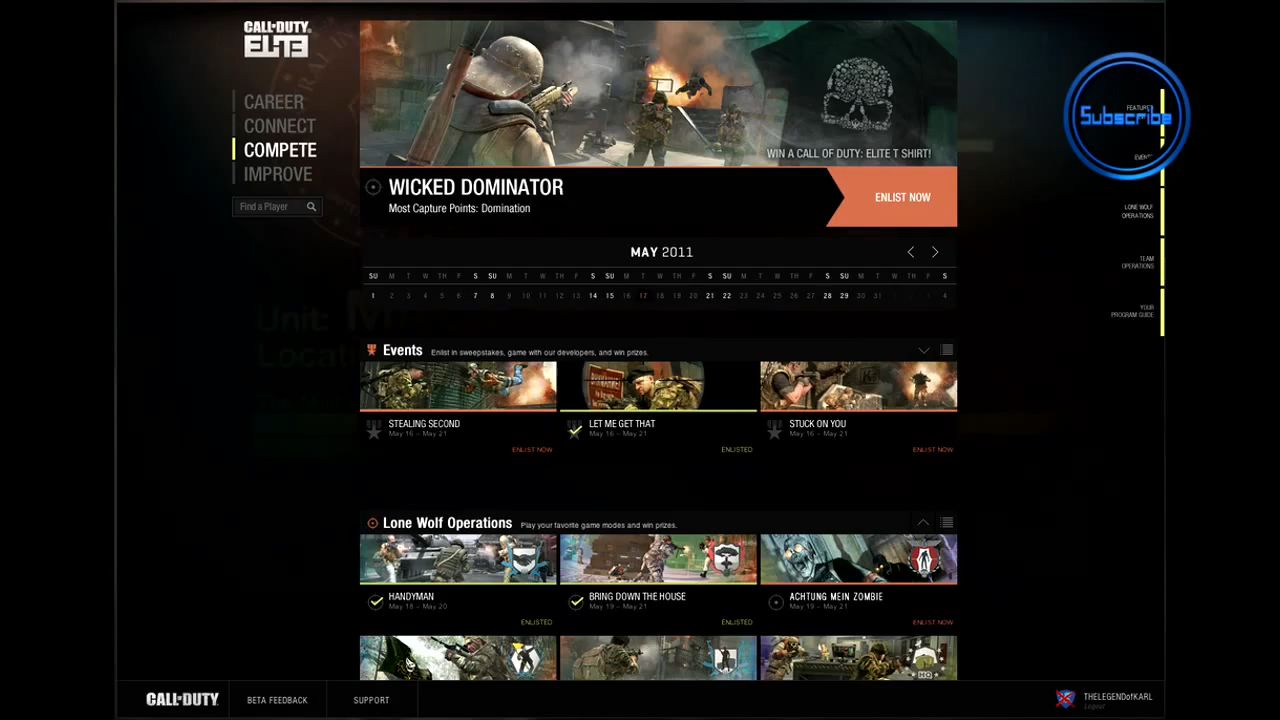 CALL OF DUTY
ELITE
CAREER
CONNECT
COMPETE
IMPROVE
Find a Player
WIN A CALL OF DUTY: ELITE T SHIRT!
WICKED DOMINATOR
Most Capture Points: Domination
ENLIST NOW
Subscribe
LONE WOLF
OPERATIONS
TEAM
OPERATIONS
YOUR
PROGRAM GUIDE
MAY 2011
SU M T W TH F S SU M T W TH F S SU M T W TH F S SU M T W TH F S SU M T W TH F S
1 2 3 4 5 6 7 8 9 10 11 12 13 14 15 16 17 18 19 20 21 22 23 24 25 26 27 28 29 30 31 4
Unit:
Events Enlist in sweepstakes, game with our developers, and win prizes.
STEALING SECOND
May 16 - May 21
ENLIST NOW
LET ME GET THAT
May 16 - May 21
ENLISTED
STUCK ON YOU
May 16 - May 21
ENLIST NOW
Lone Wolf Operations Play your favorite game modes and win prizes.
HANDYMAN
May 18 - May 20
ENLISTED
BRING DOWN THE HOUSE
May 19 - May 21
ENLISTED
ACHTUNG MEIN ZOMBIE
May 19 - May 21
ENLIST NOW
HQ
CALL OF DUTY
BETA FEEDBACK
SUPPORT
THELEGENDofKARL
Logout